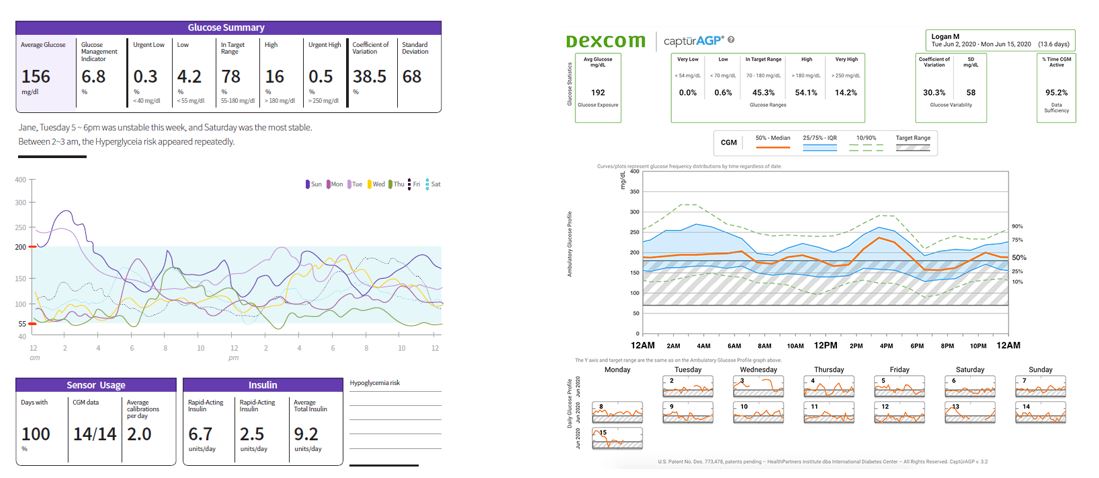 Glucose Summary
Average Glucose
156
mg/dl
Glucose Management Indicator
6.8
%
Urgent Low
0.3
%
< 40 mg/dl
Low
4.2
%
< 55 mg/dl
In Target Range
78
%
55-180 mg/dl
High
16
%
> 180 mg/dl
Urgent High
0.5
%
> 250 mg/dl
Coefficient of Variation
38.5
Standard Deviation
68
Jane, Tuesday 5 ~ 6pm was unstable this week, and Saturday was the most stable.
Between 2~3 am, the Hyperglyceia risk appeared repeatedly.
Sun Mon Tue Wed Thu Fri Sat
400
300
250
200
150
100
55
40
12 am 2 4 6 8 10 12 pm 2 4 6 8 10 12
Sensor Usage
Days with
100
%
CGM data
14/14
Average calibrations per day
2.0
Insulin
Rapid-Acting Insulin
6.7
units/day
Rapid-Acting Insulin
2.5
units/day
Average Total Insulin
9.2
units/day
Hypoglycemia risk
Dexcom
captürAGP®
?
Logan M
Tue Jun 2, 2020 - Mon Jun 15, 2020 (13.6 days)
Glucose Statistics
Avg Glucose mg/dL
192
Glucose Exposure
Very Low
< 54 mg/dL
0.0%
Low
< 70 mg/dL
0.6%
In Target Range
70 - 180 mg/dL
45.3%
High
> 180 mg/dL
54.1%
Very High
> 250 mg/dL
14.2%
Glucose Ranges
Coefficient of Variation
30.3%
SD mg/dL
58
Glucose Variability
% Time CGM Active
95.2%
Data Sufficiency
CGM
50% - Median
25/75% - IQR
10/90%
Target Range
Curves/plots represent glucose frequency distributions by time regardless of date
Ambulatory Glucose Profile
mg/dL
400
350
300
250
200
150
100
50
0
90%
75%
50%
25%
10%
12AM 2AM 4AM 6AM 8AM 10AM 12PM 2PM 4PM 6PM 8PM 10PM 12AM
The Y axis and target range are the same as on the Ambulatory Glucose Profile graph above.
Daily Glucose Profile
Monday Tuesday Wednesday Thursday Friday Saturday Sunday
Jun 2020
2 3 4 5 6 7
Jun 2020
8 9 10 11 12 13 14
Jun 2020
15
U.S. Patent No. Des. 773,478, patents pending – HealthPartners Institute dba International Diabetes Center – All Rights Reserved. CaptürAGP v. 3.2